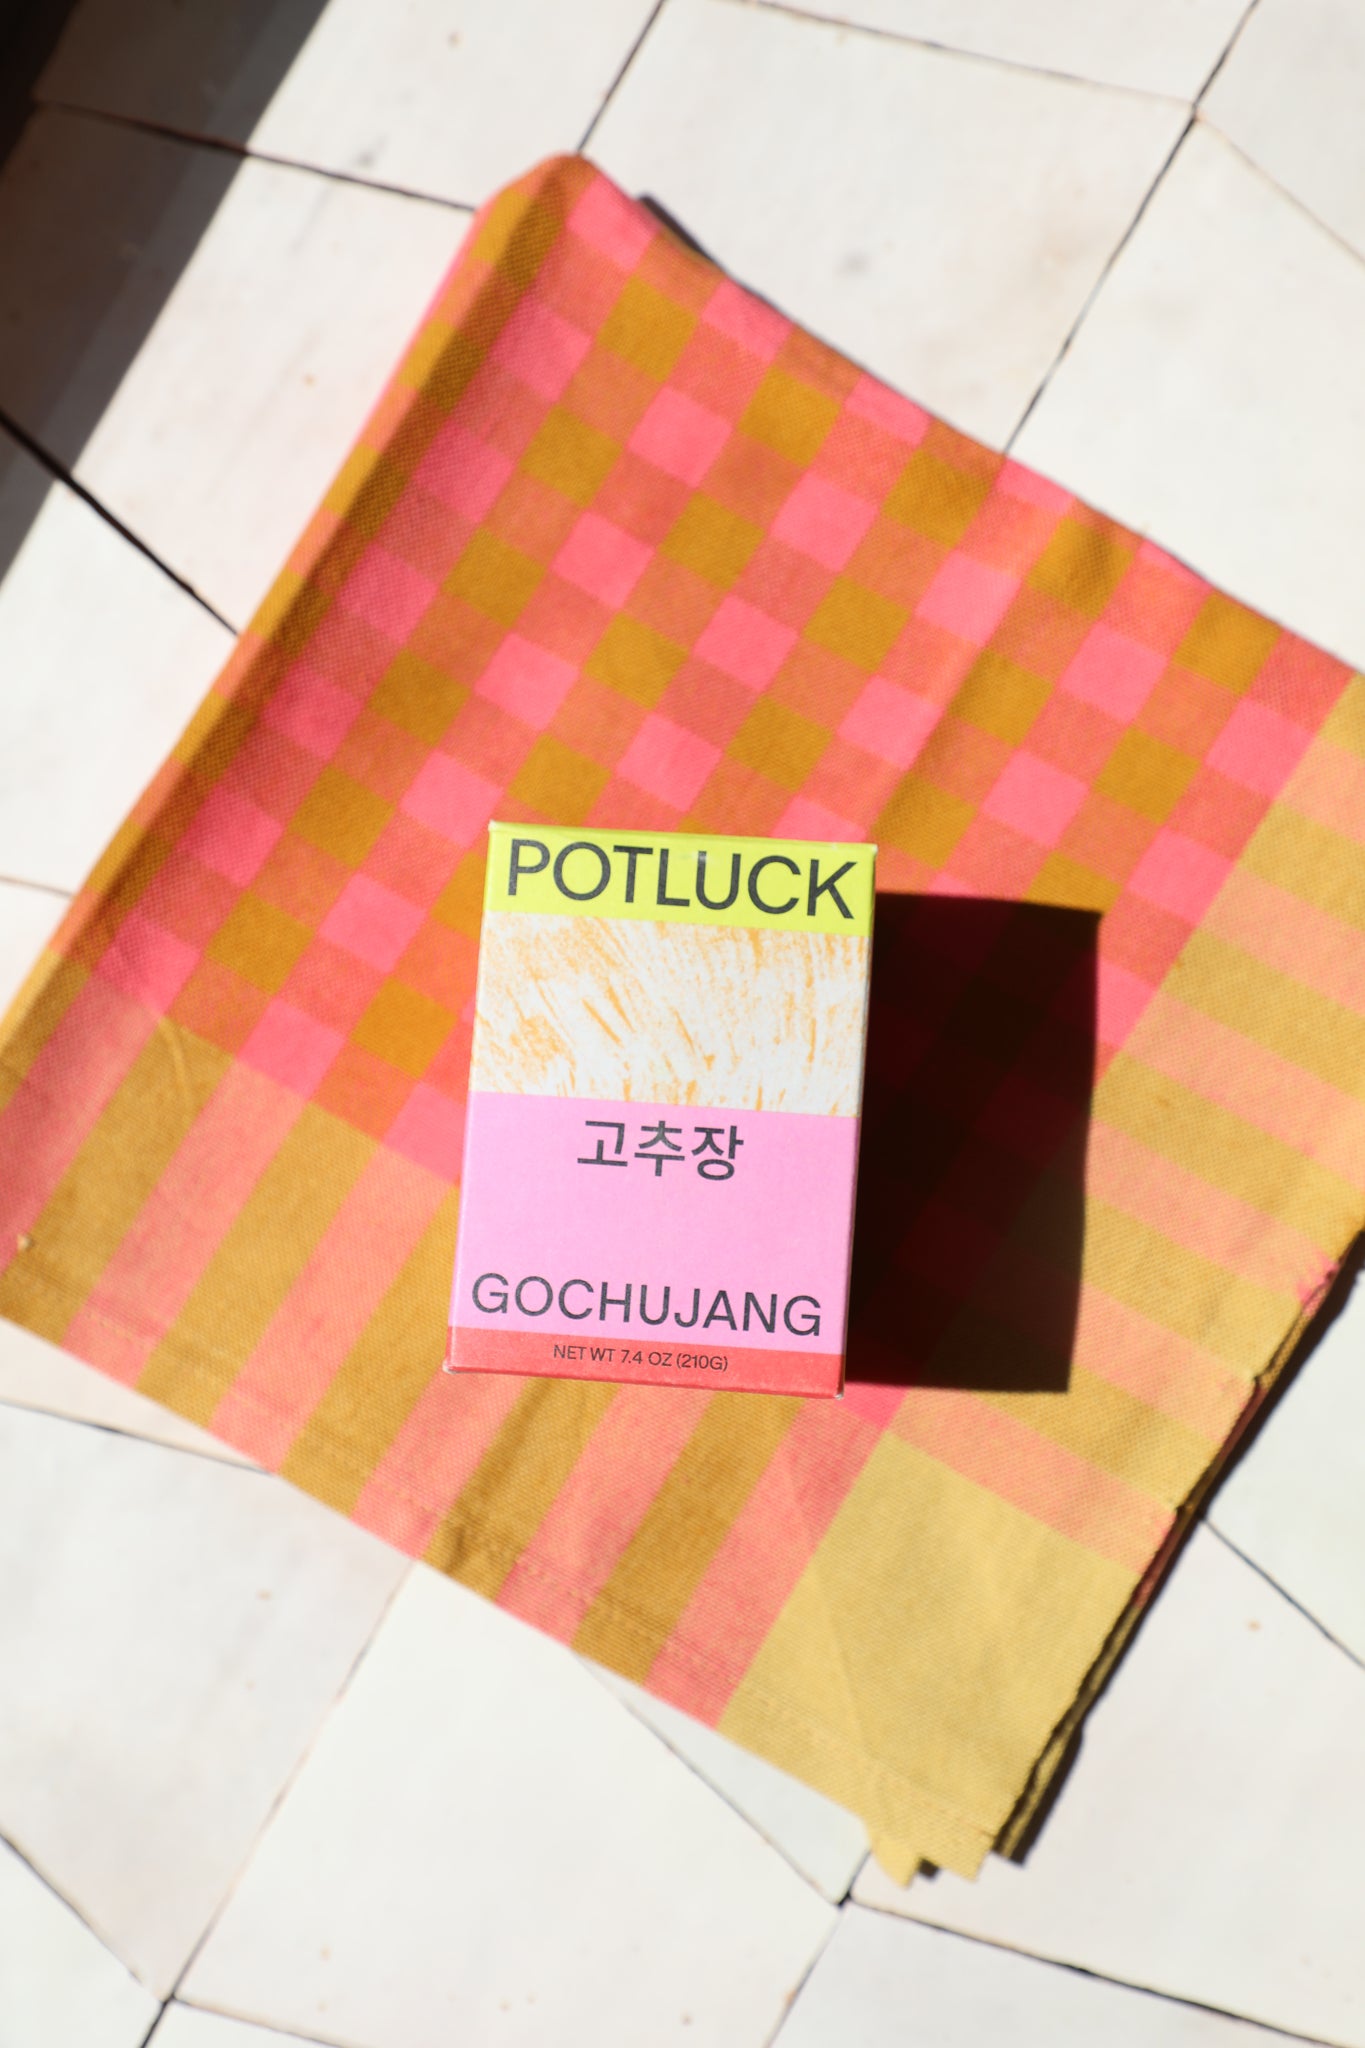 POTLUCK
고추장
GOCHUJANG
NET WT 7.4 OZ (210G)